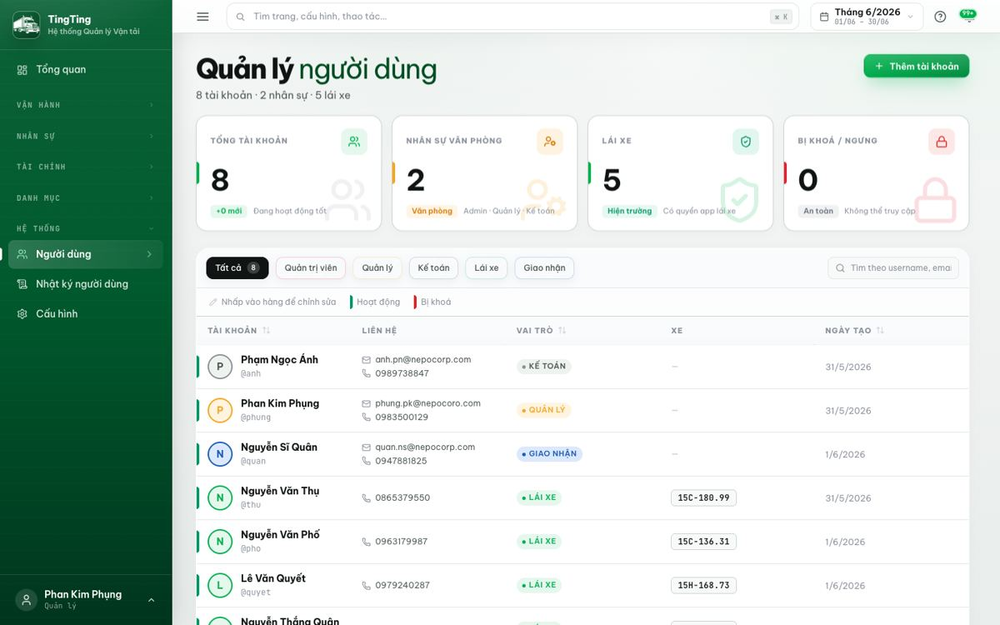 TingTing
Hệ thống Quản lý Vận tải
Tổng quan
VẬN HÀNH
NHÂN SỰ
TÀI CHÍNH
DANH MỤC
HỆ THỐNG
Người dùng
Nhật ký người dùng
Cấu hình
Phan Kim Phụng
Quản lý
Tìm trang, cấu hình, thao tác...
⌘ K
Tháng 6/2026
01/06 – 30/06
99+
Quản lý người dùng
8 tài khoản · 2 nhân sự · 5 lái xe
+ Thêm tài khoản
TỔNG TÀI KHOẢN
8
+0 mới Đang hoạt động tốt
NHÂN SỰ VĂN PHÒNG
2
Văn phòng Admin · Quản lý · Kế toán
LÁI XE
5
Hiện trường Có quyền app lái xe
BỊ KHOÁ / NGƯNG
0
An toàn Không thể truy cập
Tất cả 8 Quản trị viên Quản lý Kế toán Lái xe Giao nhận
Tìm theo username, emai
Nhấp vào hàng để chỉnh sửa Hoạt động Bị khoá
TÀI KHOẢN LIÊN HỆ VAI TRÒ XE NGÀY TẠO
P Phạm Ngọc Ánh anh.pn@nepocorp.com KẾ TOÁN – 31/5/2026
@anh 0989738847
P Phan Kim Phụng phung.pk@nepocoro.com QUẢN LÝ – 31/5/2026
@phung 0983500129
N Nguyễn Sĩ Quân quan.ns@nepocorp.com GIAO NHẬN – 1/6/2026
@quan 0947881825
N Nguyễn Văn Thụ 0865379550 LÁI XE 15C-180.99 31/5/2026
@thu
N Nguyễn Văn Phố 0963179987 LÁI XE 15C-136.31 1/6/2026
@pho
L Lê Văn Quyết 0979240287 LÁI XE 15H-168.73 1/6/2026
@quyet
Nguyễn Thắng Quân